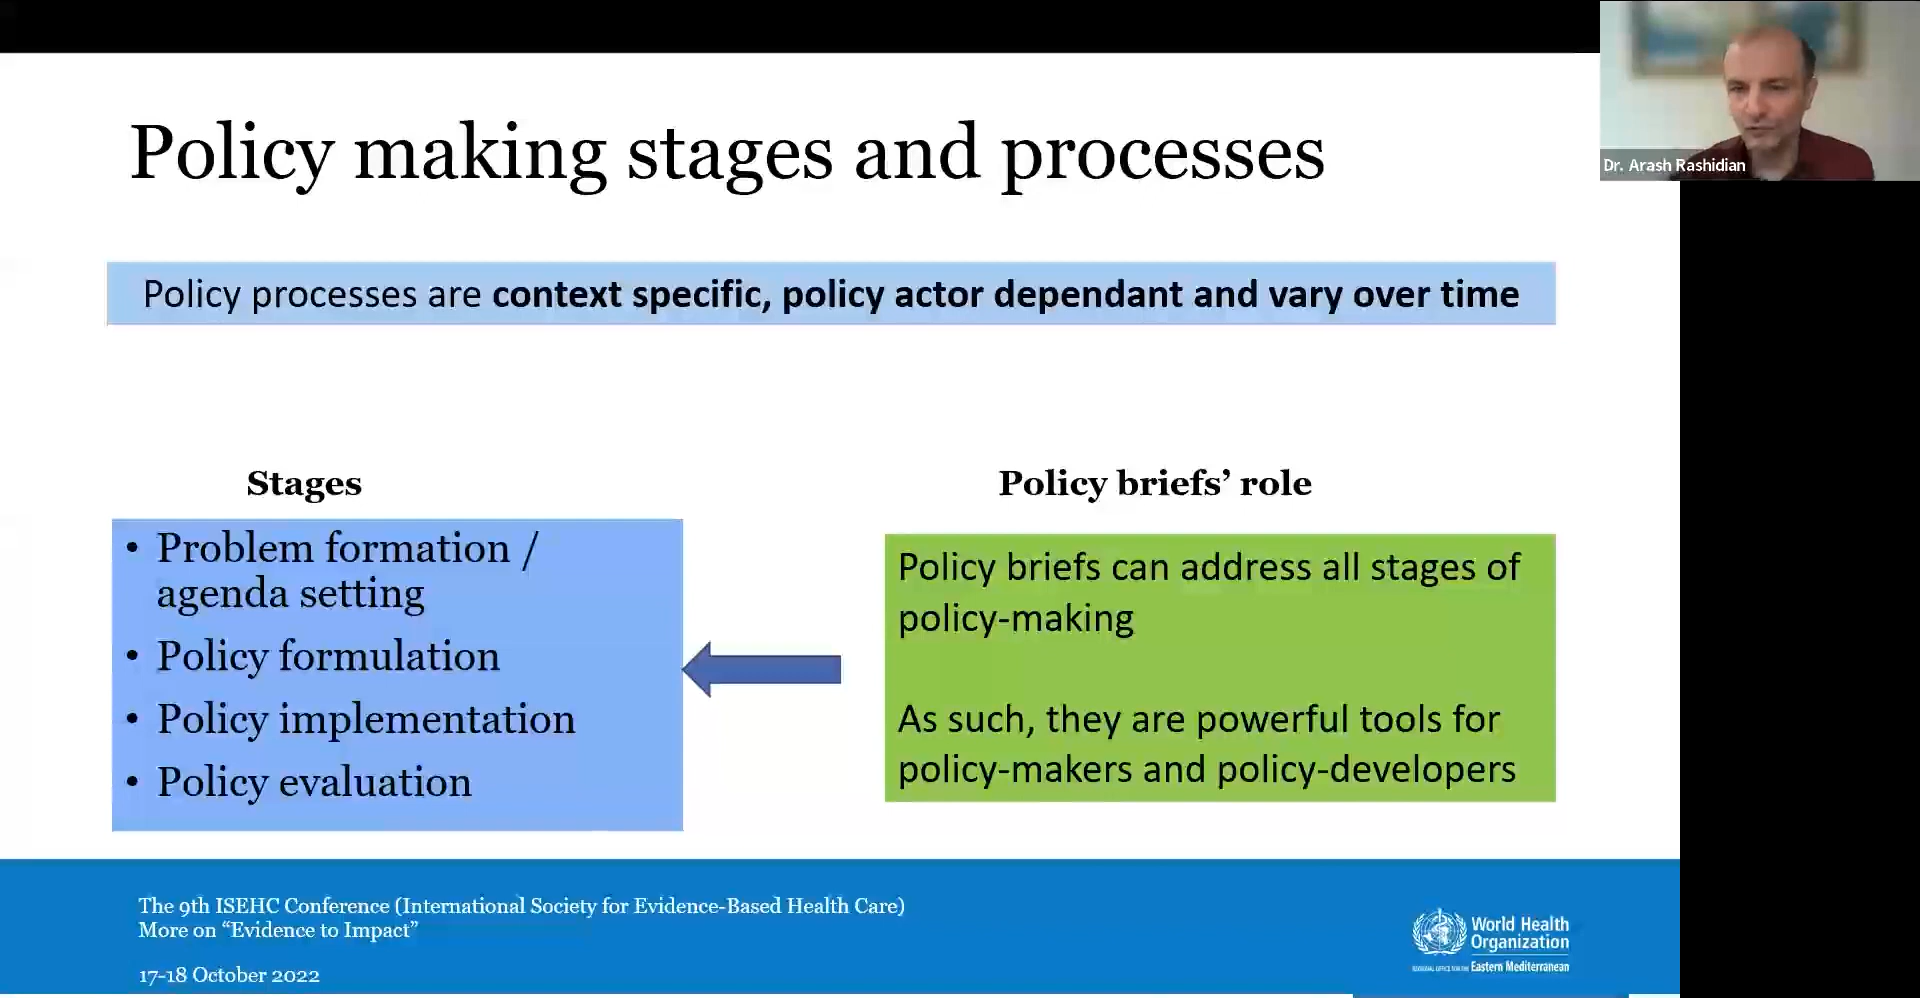 Policy making stages and processes
Dr. Arash Rashidian
Policy processes are context specific, policy actor dependant and vary over time
Stages
• Problem formation /
agenda setting
• Policy formulation
• Policy implementation
• Policy evaluation
Policy briefs’ role
Policy briefs can address all stages of
policy-making
As such, they are powerful tools for
policy-makers and policy-developers
The 9th ISEHC Conference (International Society for Evidence-Based Health Care)
More on “Evidence to Impact”
17-18 October 2022
World Health
Organization
REGIONAL OFFICE FOR THE Eastern Mediterranean